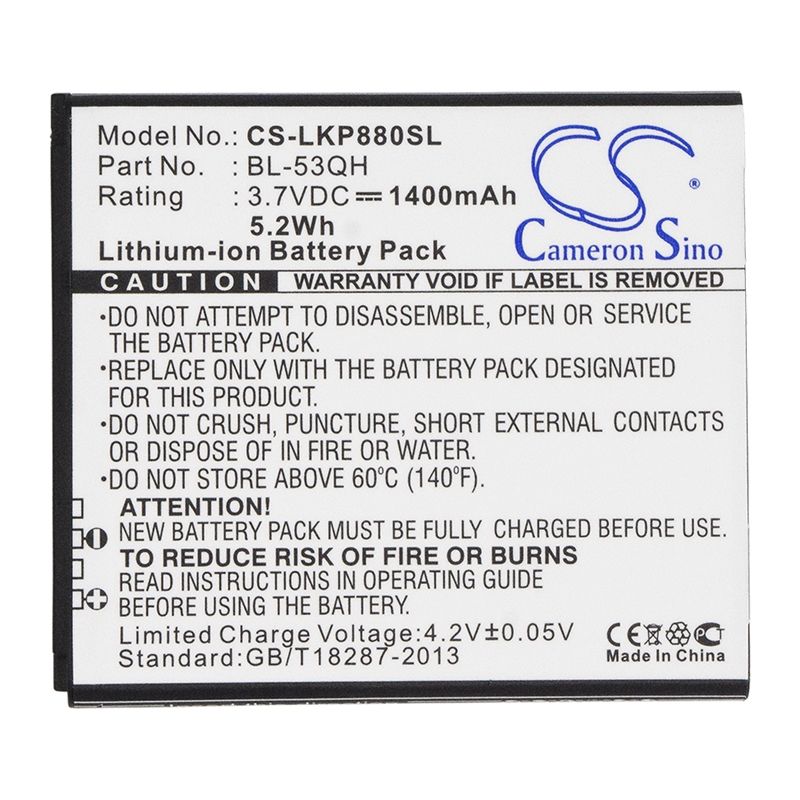 Model No.: CS-LKP880SL
Part No. : BL-53QH
Rating : 3.7VDC ⎓ 1400mAh
5.2Wh
Lithium-ion Battery Pack
CS
Cameron Sino
CAUTION WARRANTY VOID IF LABEL IS REMOVED
•DO NOT ATTEMPT TO DISASSEMBLE, OPEN OR SERVICE
THE BATTERY PACK.
•REPLACE ONLY WITH THE BATTERY PACK DESIGNATED
FOR THIS PRODUCT.
•DO NOT CRUSH, PUNCTURE, SHORT EXTERNAL CONTACTS
OR DISPOSE OF IN FIRE OR WATER.
•DO NOT STORE ABOVE 60°C (140°F).
ATTENTION!
NEW BATTERY PACK MUST BE FULLY CHARGED BEFORE USE.
TO REDUCE RISK OF FIRE OR BURNS
READ INSTRUCTIONS IN OPERATING GUIDE
BEFORE USING THE BATTERY.
Limited Charge Voltage:4.2V±0.05V
Standard:GB/T18287-2013
CE PCT
Made In China